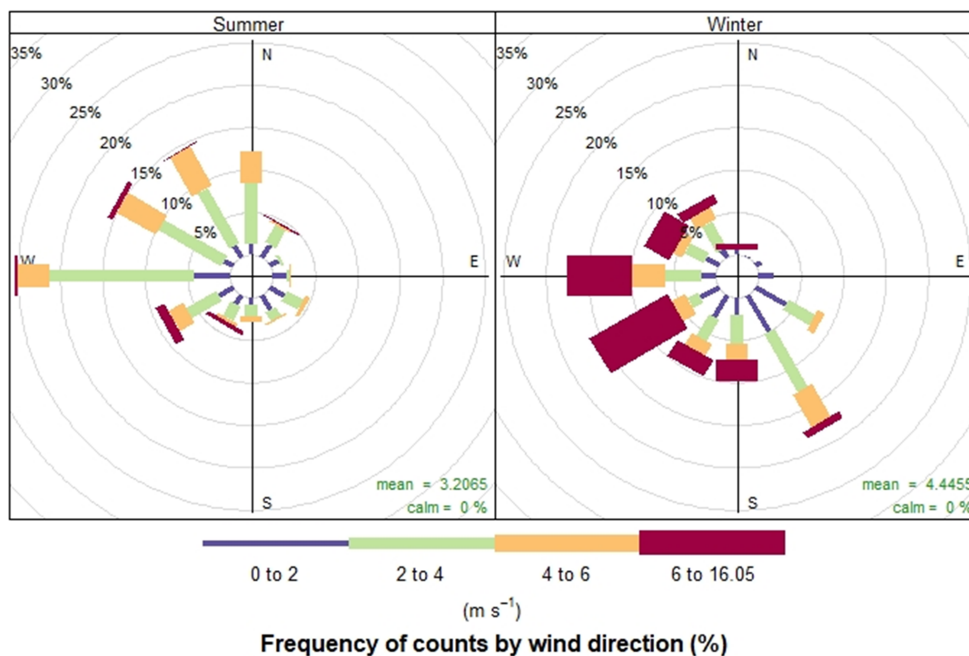 Summer
Winter
35%
30%
25%
20%
15%
10%
5%
N
W
E
S
mean = 3.2065
calm = 0 %
35%
30%
25%
20%
15%
10%
5%
N
W
E
S
mean = 4.4455
calm = 0 %
0 to 2
2 to 4
4 to 6
6 to 16.05
(m s⁻¹)
Frequency of counts by wind direction (%)